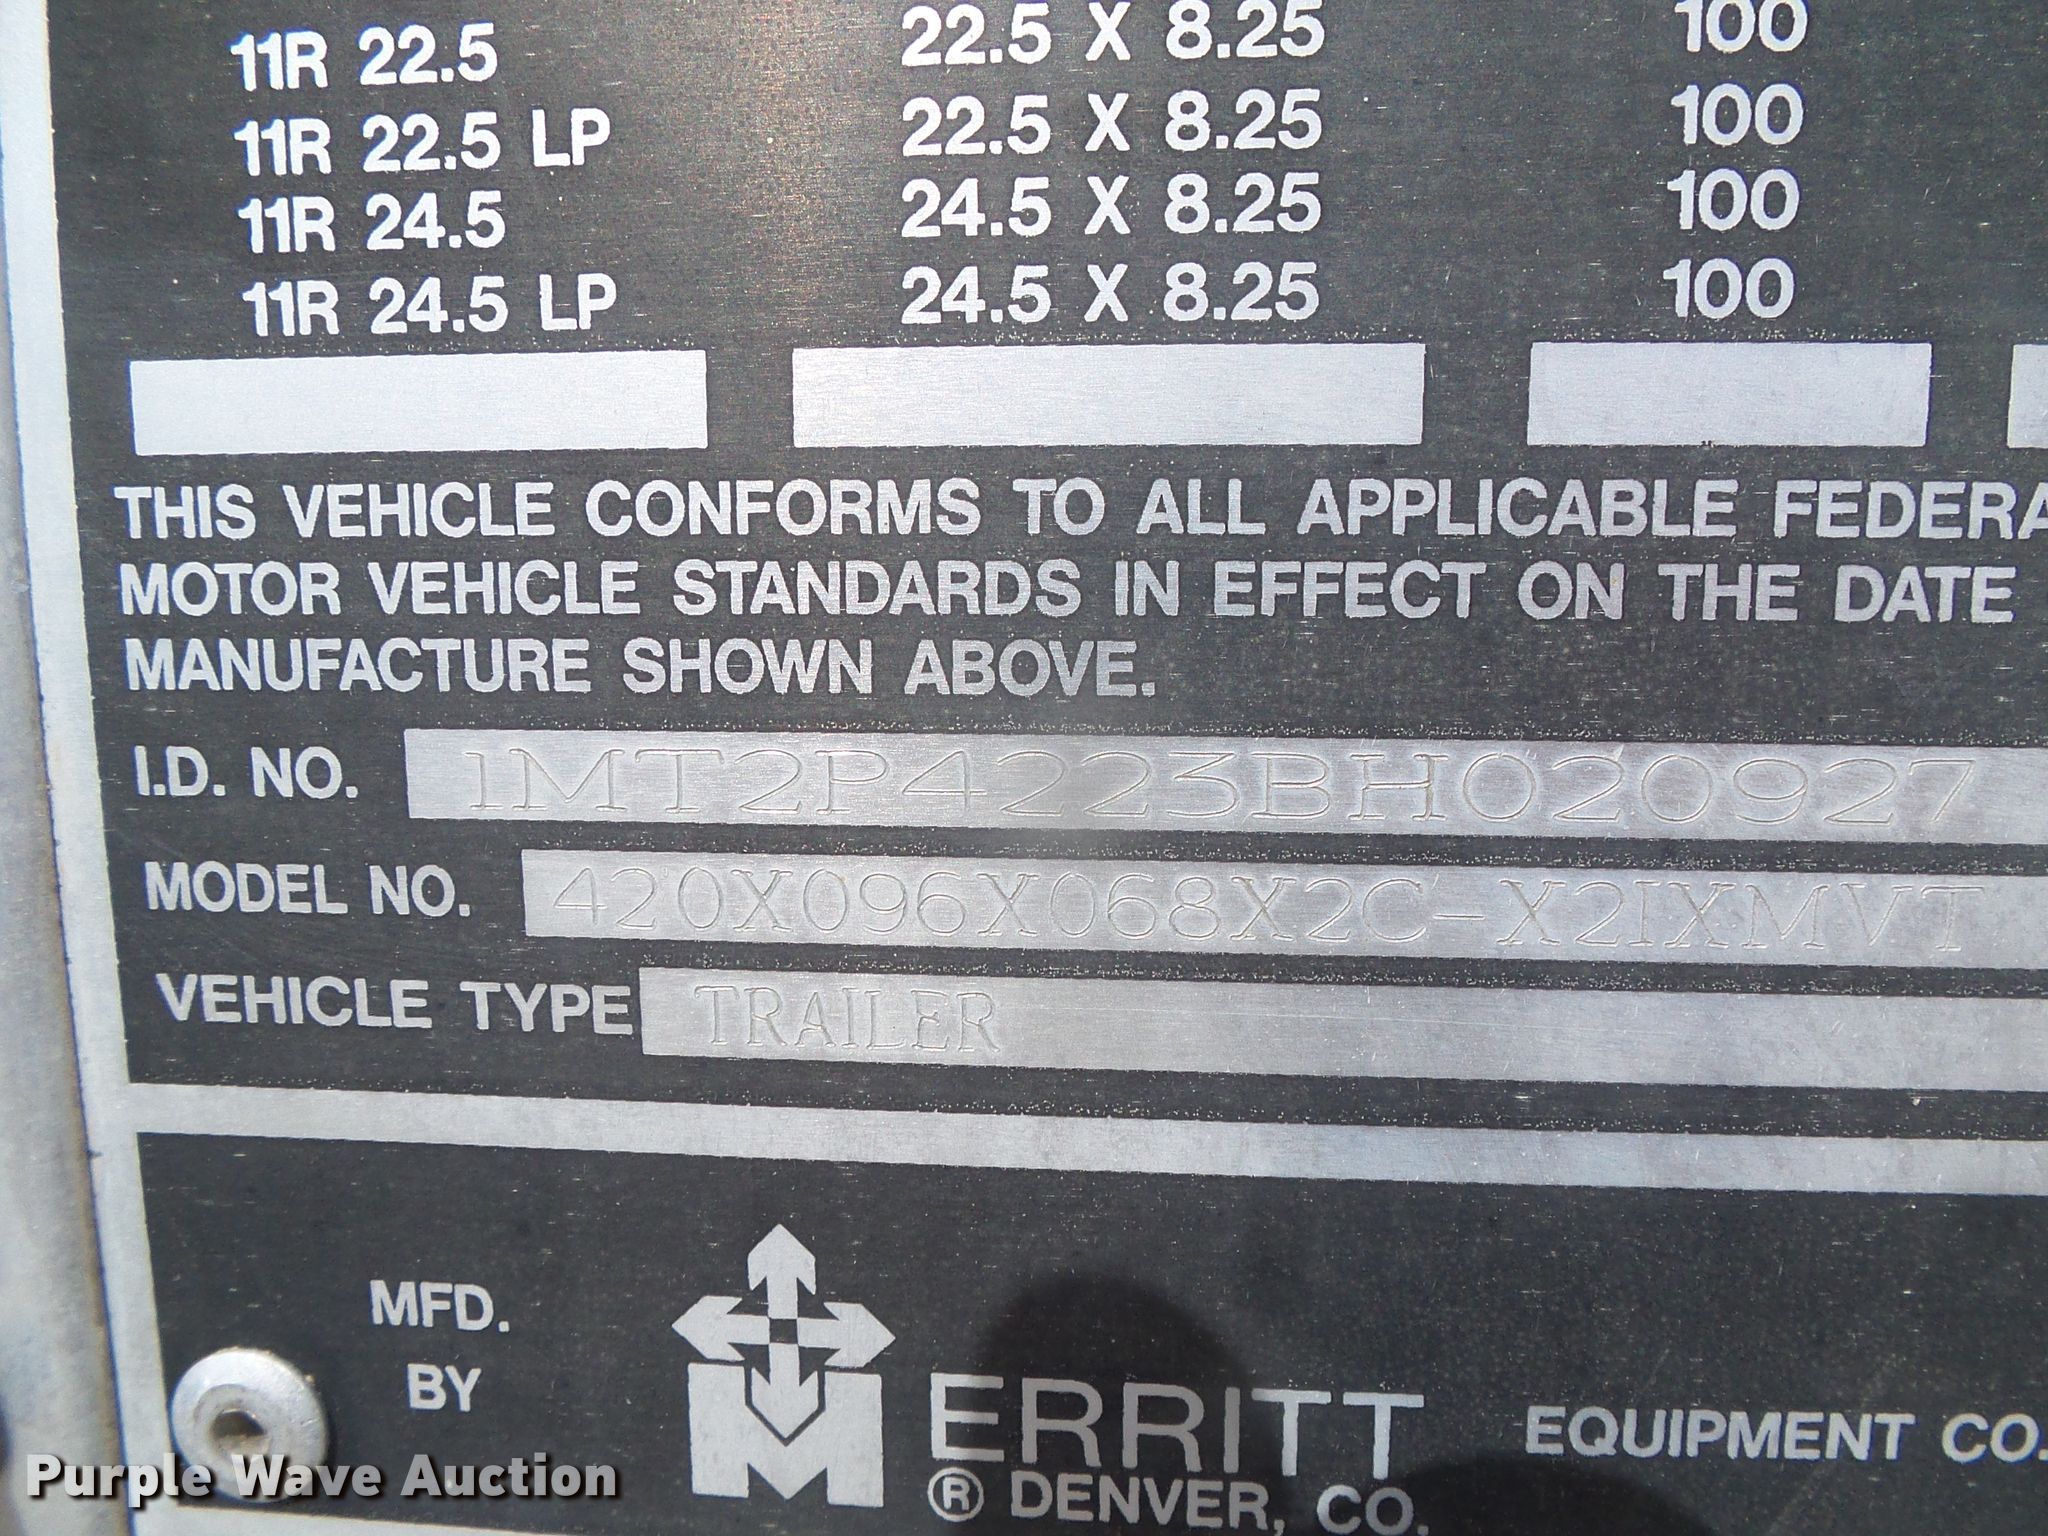 11R 22.5 22.5 X 8.25 100
11R 22.5 LP 22.5 X 8.25 100
11R 24.5 24.5 X 8.25 100
11R 24.5 LP 24.5 X 8.25 100
THIS VEHICLE CONFORMS TO ALL APPLICABLE FEDERA
MOTOR VEHICLE STANDARDS IN EFFECT ON THE DATE
MANUFACTURE SHOWN ABOVE.
I.D. NO. 1MT2P4223BH020927
MODEL NO. 420X096X068X2C-X2IXMVT
VEHICLE TYPE TRAILER
MFD.
BY
MERRITT EQUIPMENT CO.
® DENVER, CO.
Purple Wave Auction